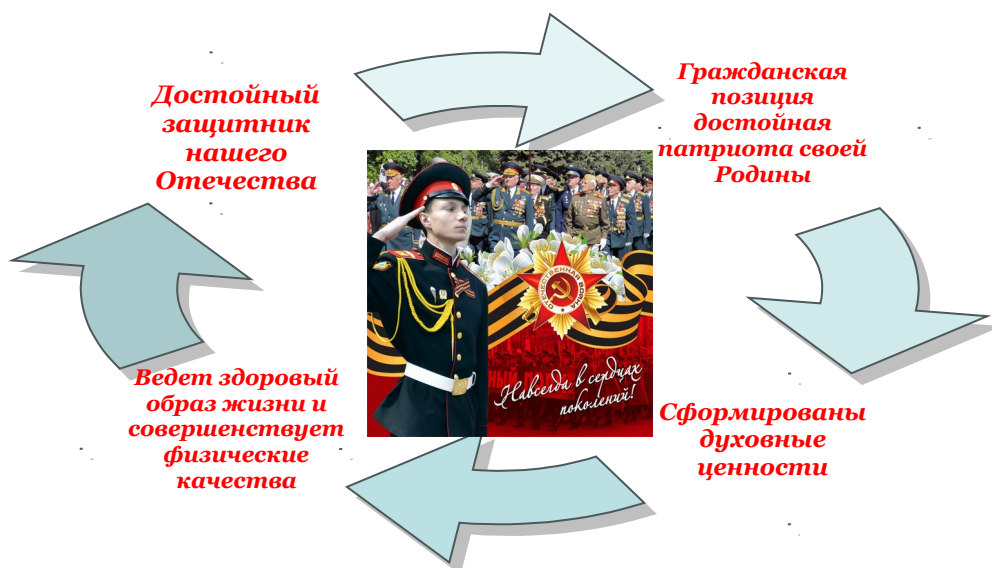 Достойный
защитник
нашего
Отечества
Гражданская
позиция
достойная
патриота своей
Родины
Сформированы
духовные
ценности
Ведет здоровый
образ жизни и
совершенствует
физические
качества
ОТЕЧЕСТВЕННАЯ ВОЙНА
Навсегда в сердцах
поколений!